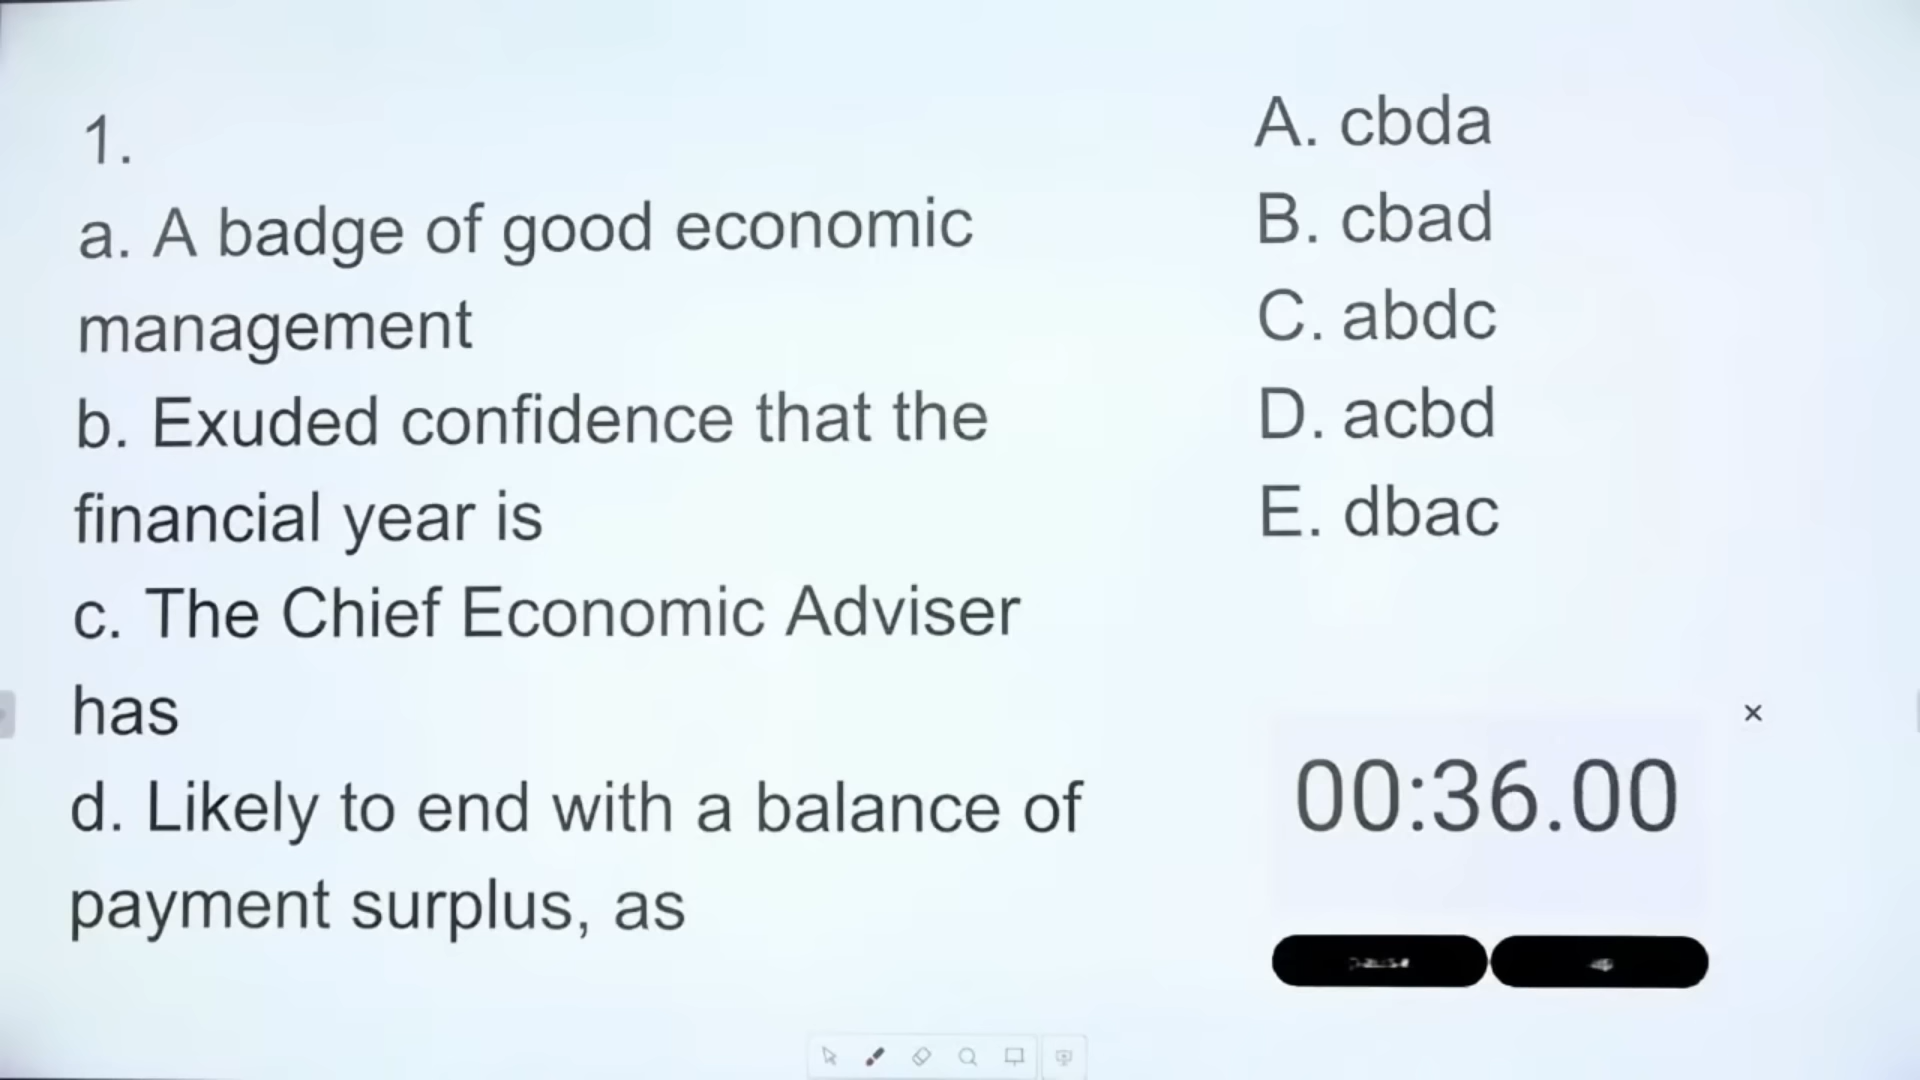 1.
a. A badge of good economic
management
b. Exuded confidence that the
financial year is
c. The Chief Economic Adviser
has
d. Likely to end with a balance of
payment surplus, as
A. cbda
B. cbad
C. abdc
D. acbd
E. dbac
×
00:36.00